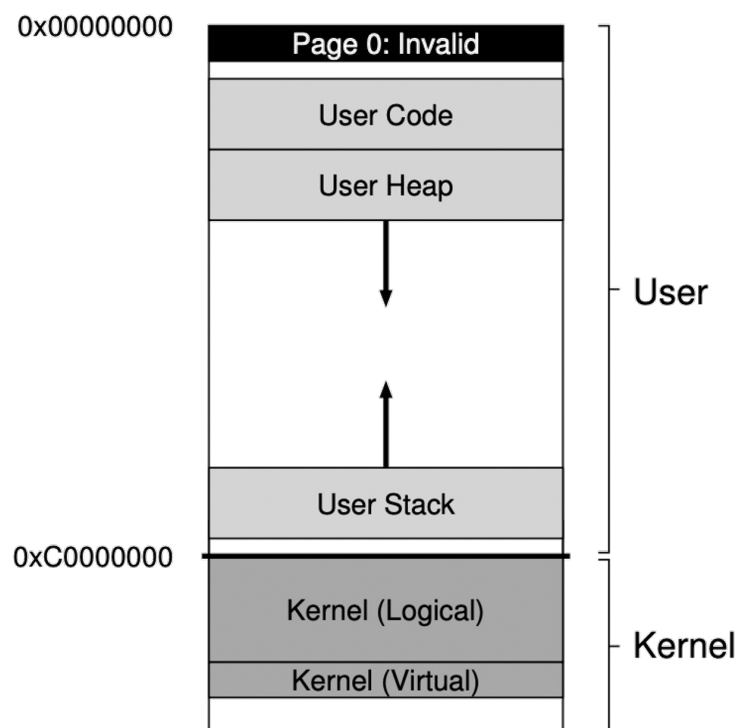 0x00000000
Page 0: Invalid
User Code
User Heap
User
User Stack
0xC0000000
Kernel (Logical)
Kernel
Kernel (Virtual)